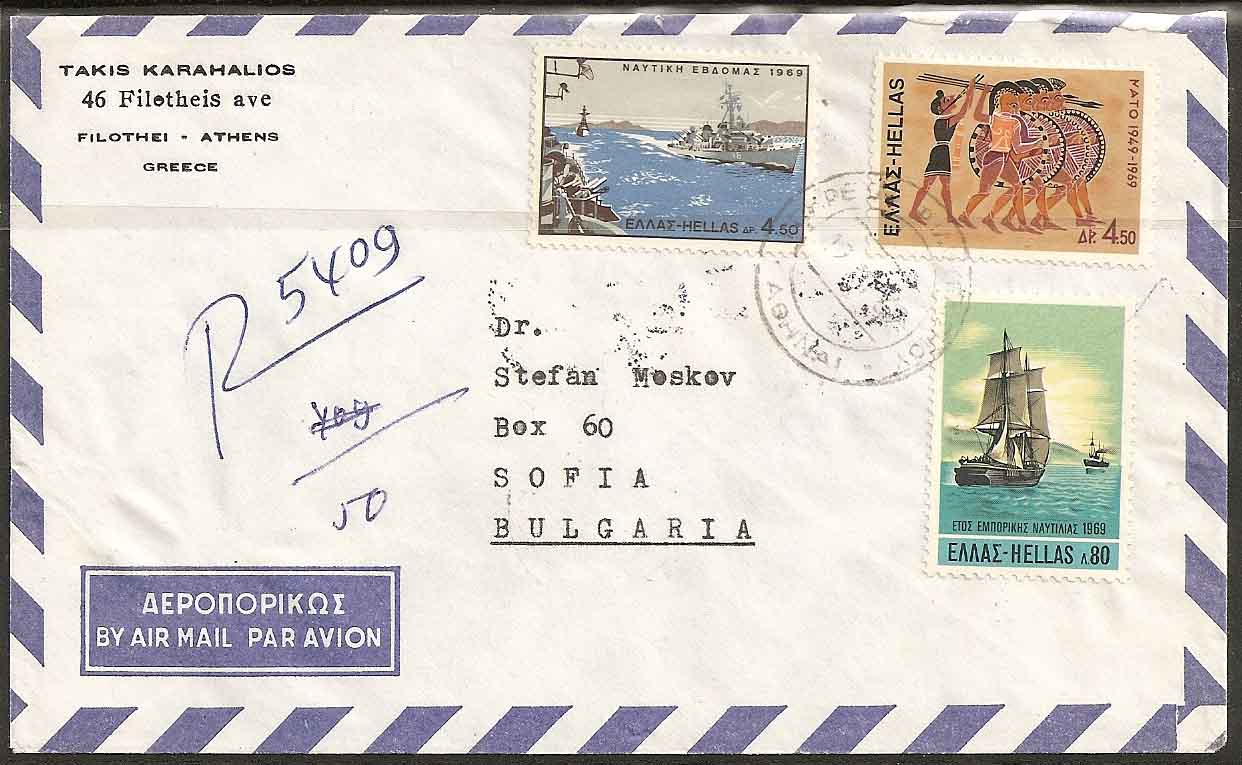 TAKIS KARAHALIOS
46 Filotheis ave
FILOTHEI - ATHENS
GREECE
ΝΑΥΤΙΚΗ ΕΒΔΟΜΑΣ 1969
ΕΛΛΑΣ-HELLAS ΔΡ. 4.50
ΝΑΤΟ 1949-1969
ΕΛΛΑΣ-HELLAS
ΔΡ. 4.50
R 5409
50
Dr.
Stefan Moskov
Box 60
SOFIA
BULGARIA
ΕΤΟΣ ΕΜΠΟΡΙΚΗΣ ΝΑΥΤΙΛΙΑΣ 1969
ΕΛΛΑΣ-HELLAS Λ.80
ΑΕΡΟΠΟΡΙΚΩΣ
BY AIR MAIL PAR AVION